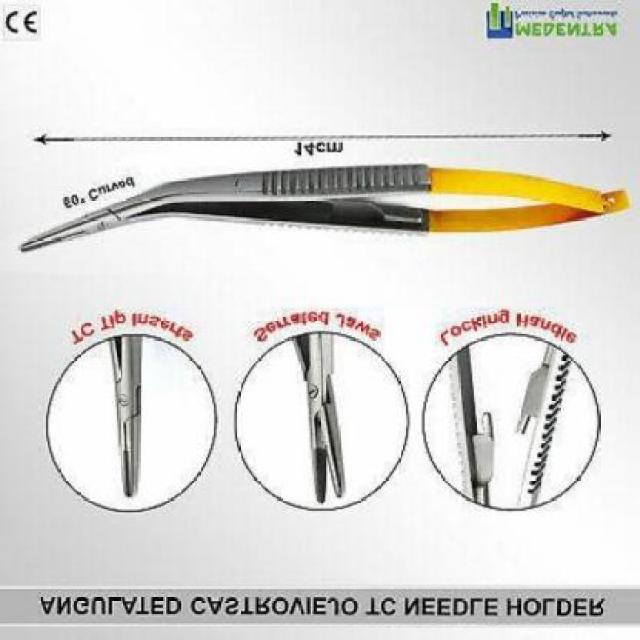 CE
MEDENTRA
14cm
60° Curved
TC Tip Inserts
Serrated Jaws
Locking Handle
ANGULATED CASTROVIEJO TC NEEDLE HOLDER